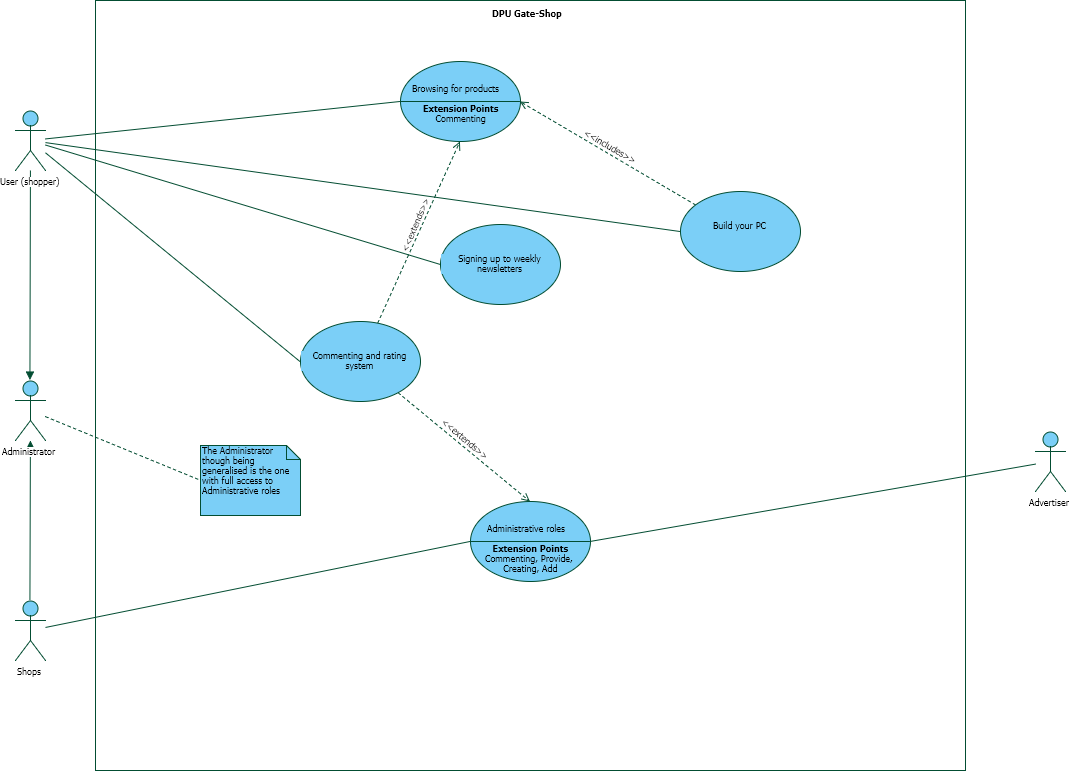 DPU Gate-Shop
Browsing for products
Extension Points
Commenting
<<includes>>
User (shopper)
<<extends>>
Build your PC
Signing up to weekly
newsletters
Commenting and rating
system
Administrator
<<extends>>
The Administrator
though being
generalised is the one
with full access to
Administrative roles
Advertiser
Administrative roles
Extension Points
Commenting, Provide,
Creating, Add
Shops